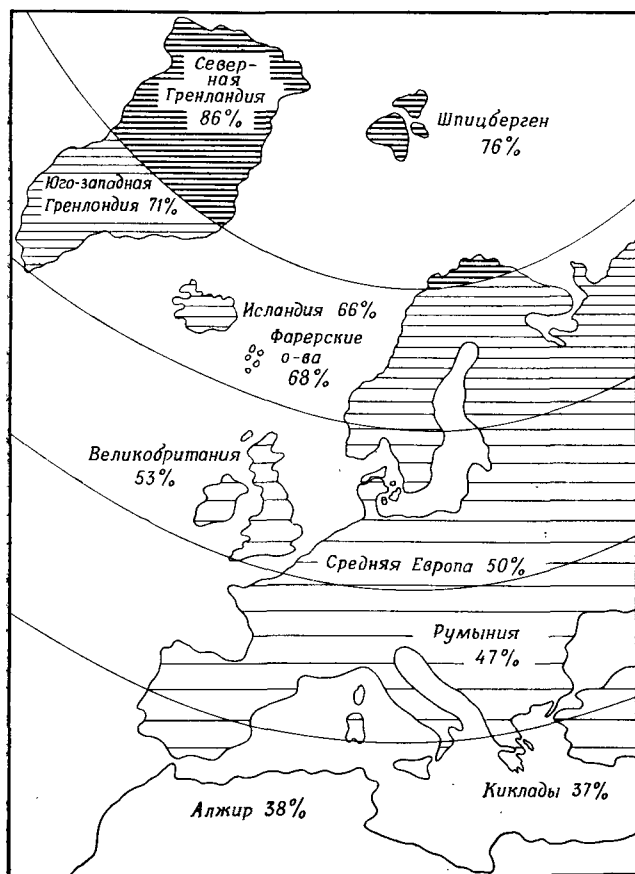 Север-
ная
Гренландия
86%
Шпицберген
76%
Юго-западная
Гренлондия 71%
Исландия 66%
Фарерские
о-ва
68%
Великобритания
53%
Средняя Европа 50%
Румыния
47%
Киклады 37%
Алжир 38%